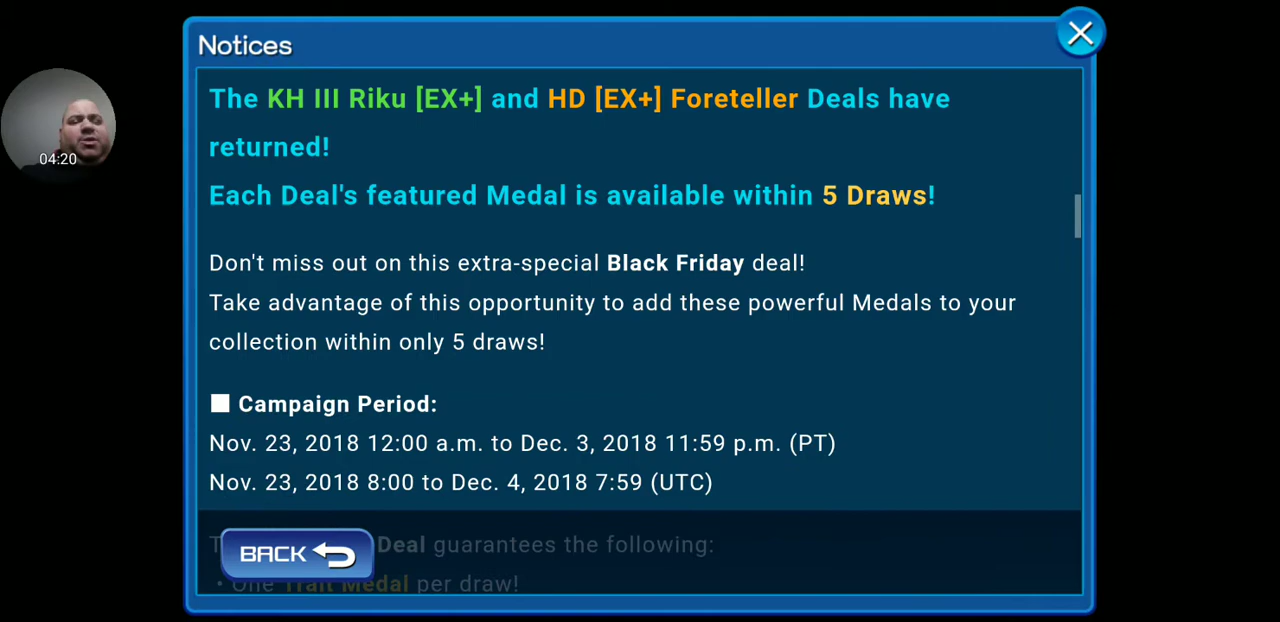 Notices
The KH III Riku [EX+] and HD [EX+] Foreteller Deals have
returned!
Each Deal's featured Medal is available within 5 Draws!
Don't miss out on this extra-special Black Friday deal!
Take advantage of this opportunity to add these powerful Medals to your
collection within only 5 draws!
Campaign Period:
Nov. 23, 2018 12:00 a.m. to Dec. 3, 2018 11:59 p.m. (PT)
Nov. 23, 2018 8:00 to Dec. 4, 2018 7:59 (UTC)
Deal guarantees the following:
BACK
• One Trait Medal per draw!
04:20